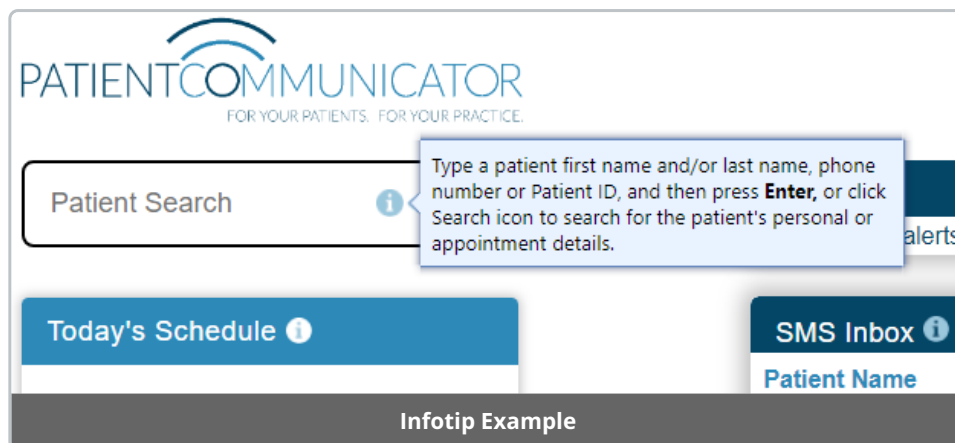 PATIENTCOMMUNICATOR
FOR YOUR PATIENTS. FOR YOUR PRACTICE.
Patient Search
Type a patient first name and/or last name, phone
number or Patient ID, and then press Enter, or click
Search icon to search for the patient's personal or
appointment details.
alerts
Today's Schedule
SMS Inbox
Patient Name
Infotip Example